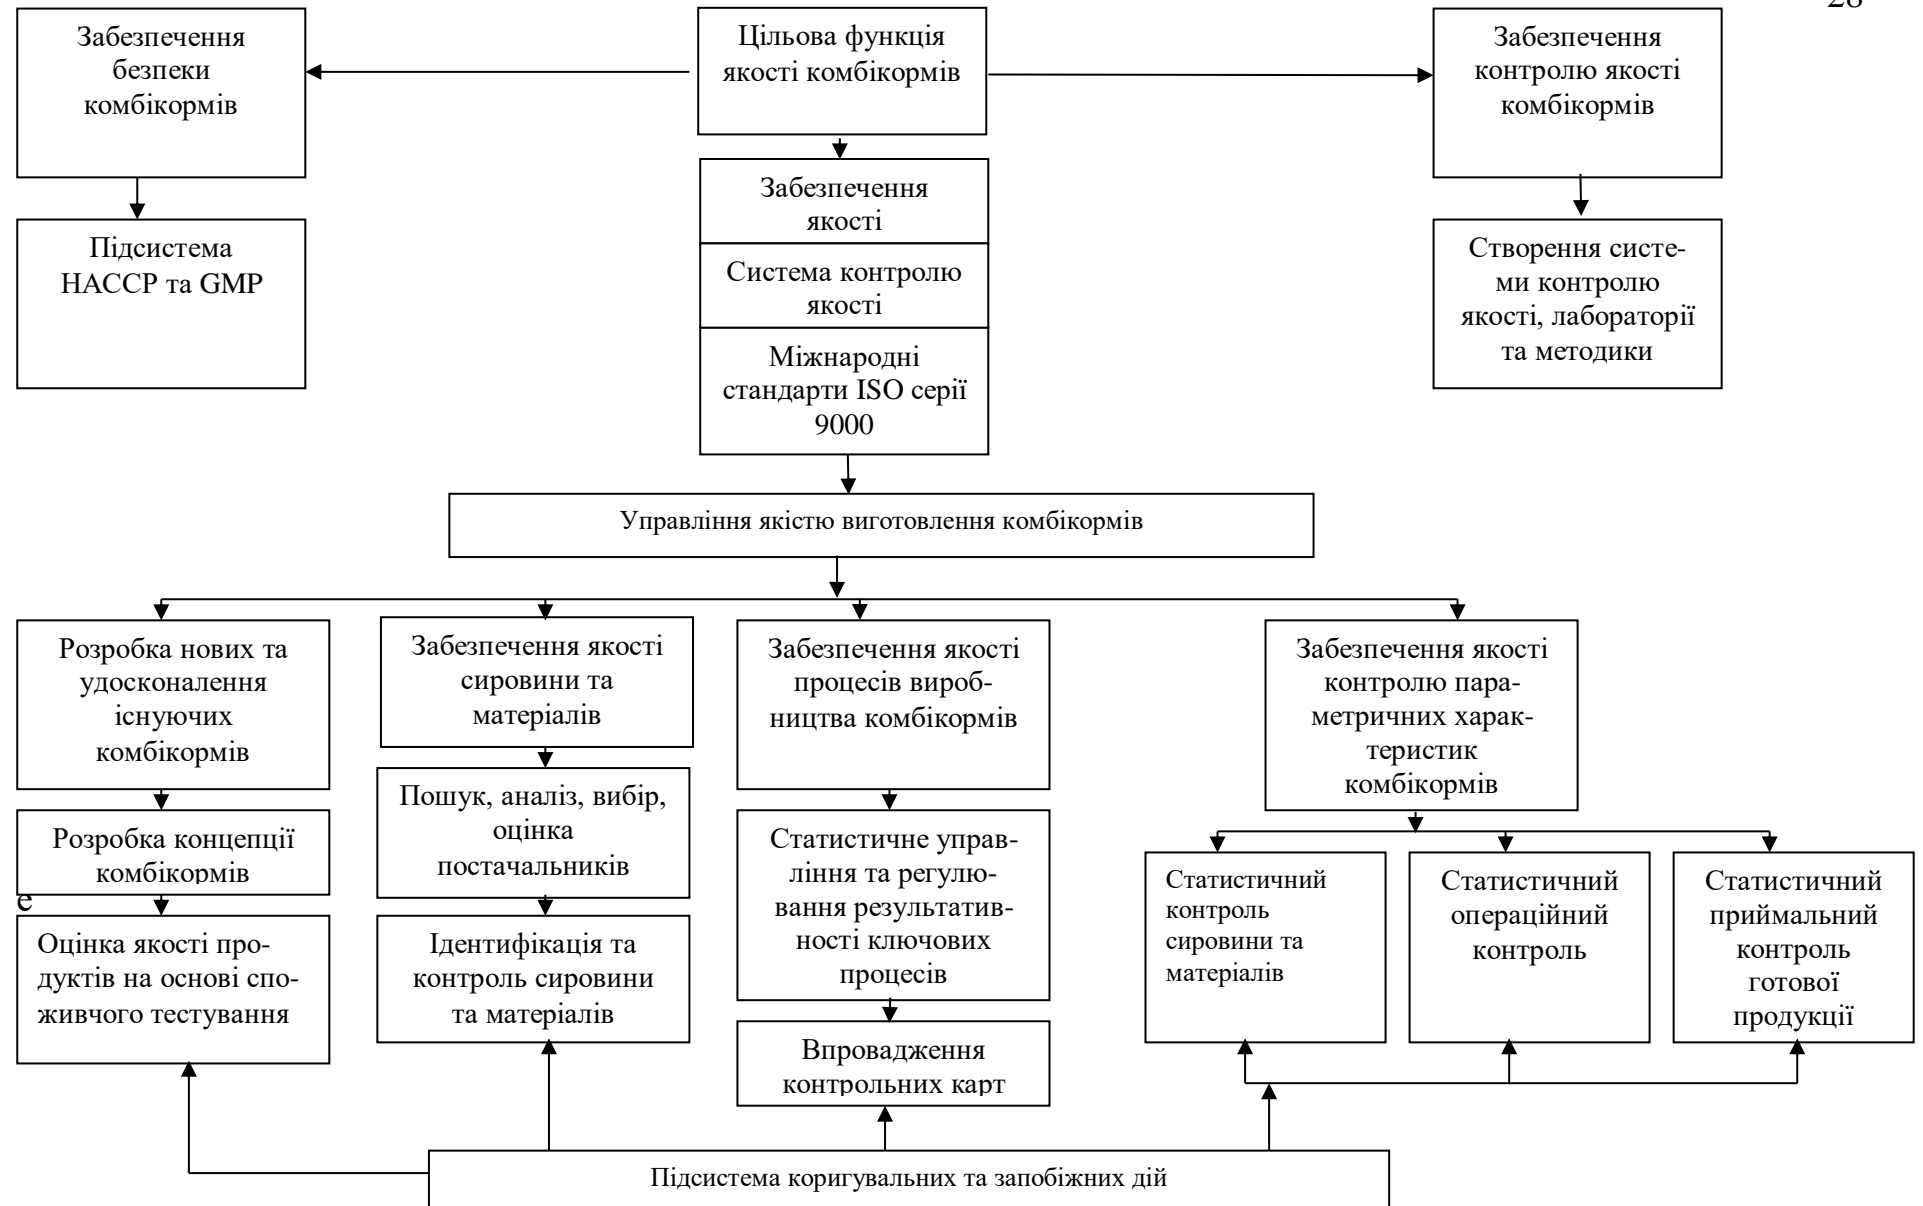 28
Забезпечення
безпеки
комбікормів
Цільова функція
якості комбікормів
Забезпечення
контролю якості
комбікормів
Підсистема
НАССР та GMP
Забезпечення
якості
Система контролю
якості
Міжнародні
стандарти ISO серії
9000
Створення систе-
ми контролю
якості, лабораторії
та методики
Управління якістю виготовлення комбікормів
Розробка нових та
удосконалення
існуючих
комбікормів
Забезпечення якості
сировини та
матеріалів
Забезпечення якості
процесів вироб-
ництва комбікормів
Забезпечення якості
контролю пара-
метричних харак-
теристик
комбікормів
Розробка концепції
комбікормів
Пошук, аналіз, вибір,
оцінка
постачальників
Статистичне управ-
ління та регулю-
вання результатив-
ності ключових
процесів
Статистичний
контроль
сировини та
матеріалів
Статистичний
операційний
контроль
Статистичний
приймальний
контроль
готової
продукції
е
Оцінка якості про-
дуктів на основі спо-
живчого тестування
Ідентифікація та
контроль сировини
та матеріалів
Впровадження
контрольних карт
Підсистема коригувальних та запобіжних дій